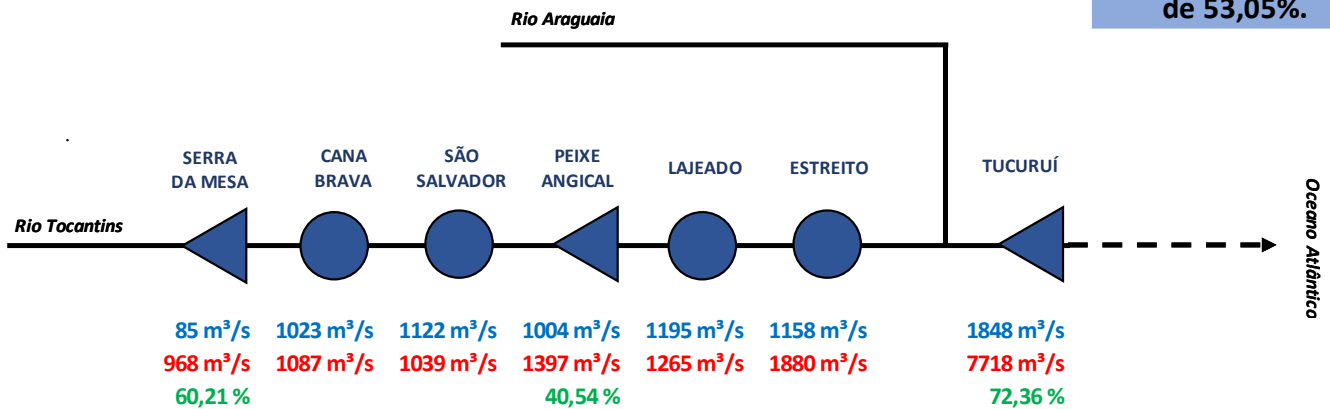 de 53,05%.
Rio Araguaia
SERRA
DA MESA
CANA
BRAVA
SÃO
SALVADOR
PEIXE
ANGICAL
LAJEADO
ESTREITO
TUCURUÍ
Rio Tocantins
Oceano Atlântico
85 m³/s 1023 m³/s 1122 m³/s 1004 m³/s 1195 m³/s 1158 m³/s 1848 m³/s
968 m³/s 1087 m³/s 1039 m³/s 1397 m³/s 1265 m³/s 1880 m³/s 7718 m³/s
60,21 % 40,54 % 72,36 %